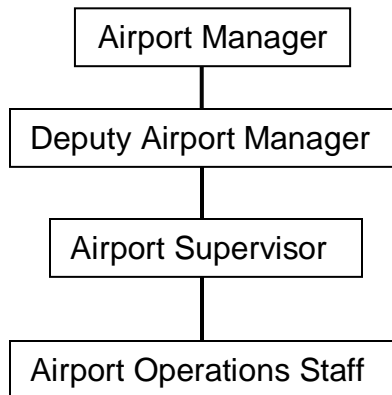 Airport Manager
Deputy Airport Manager
Airport Supervisor
Airport Operations Staff